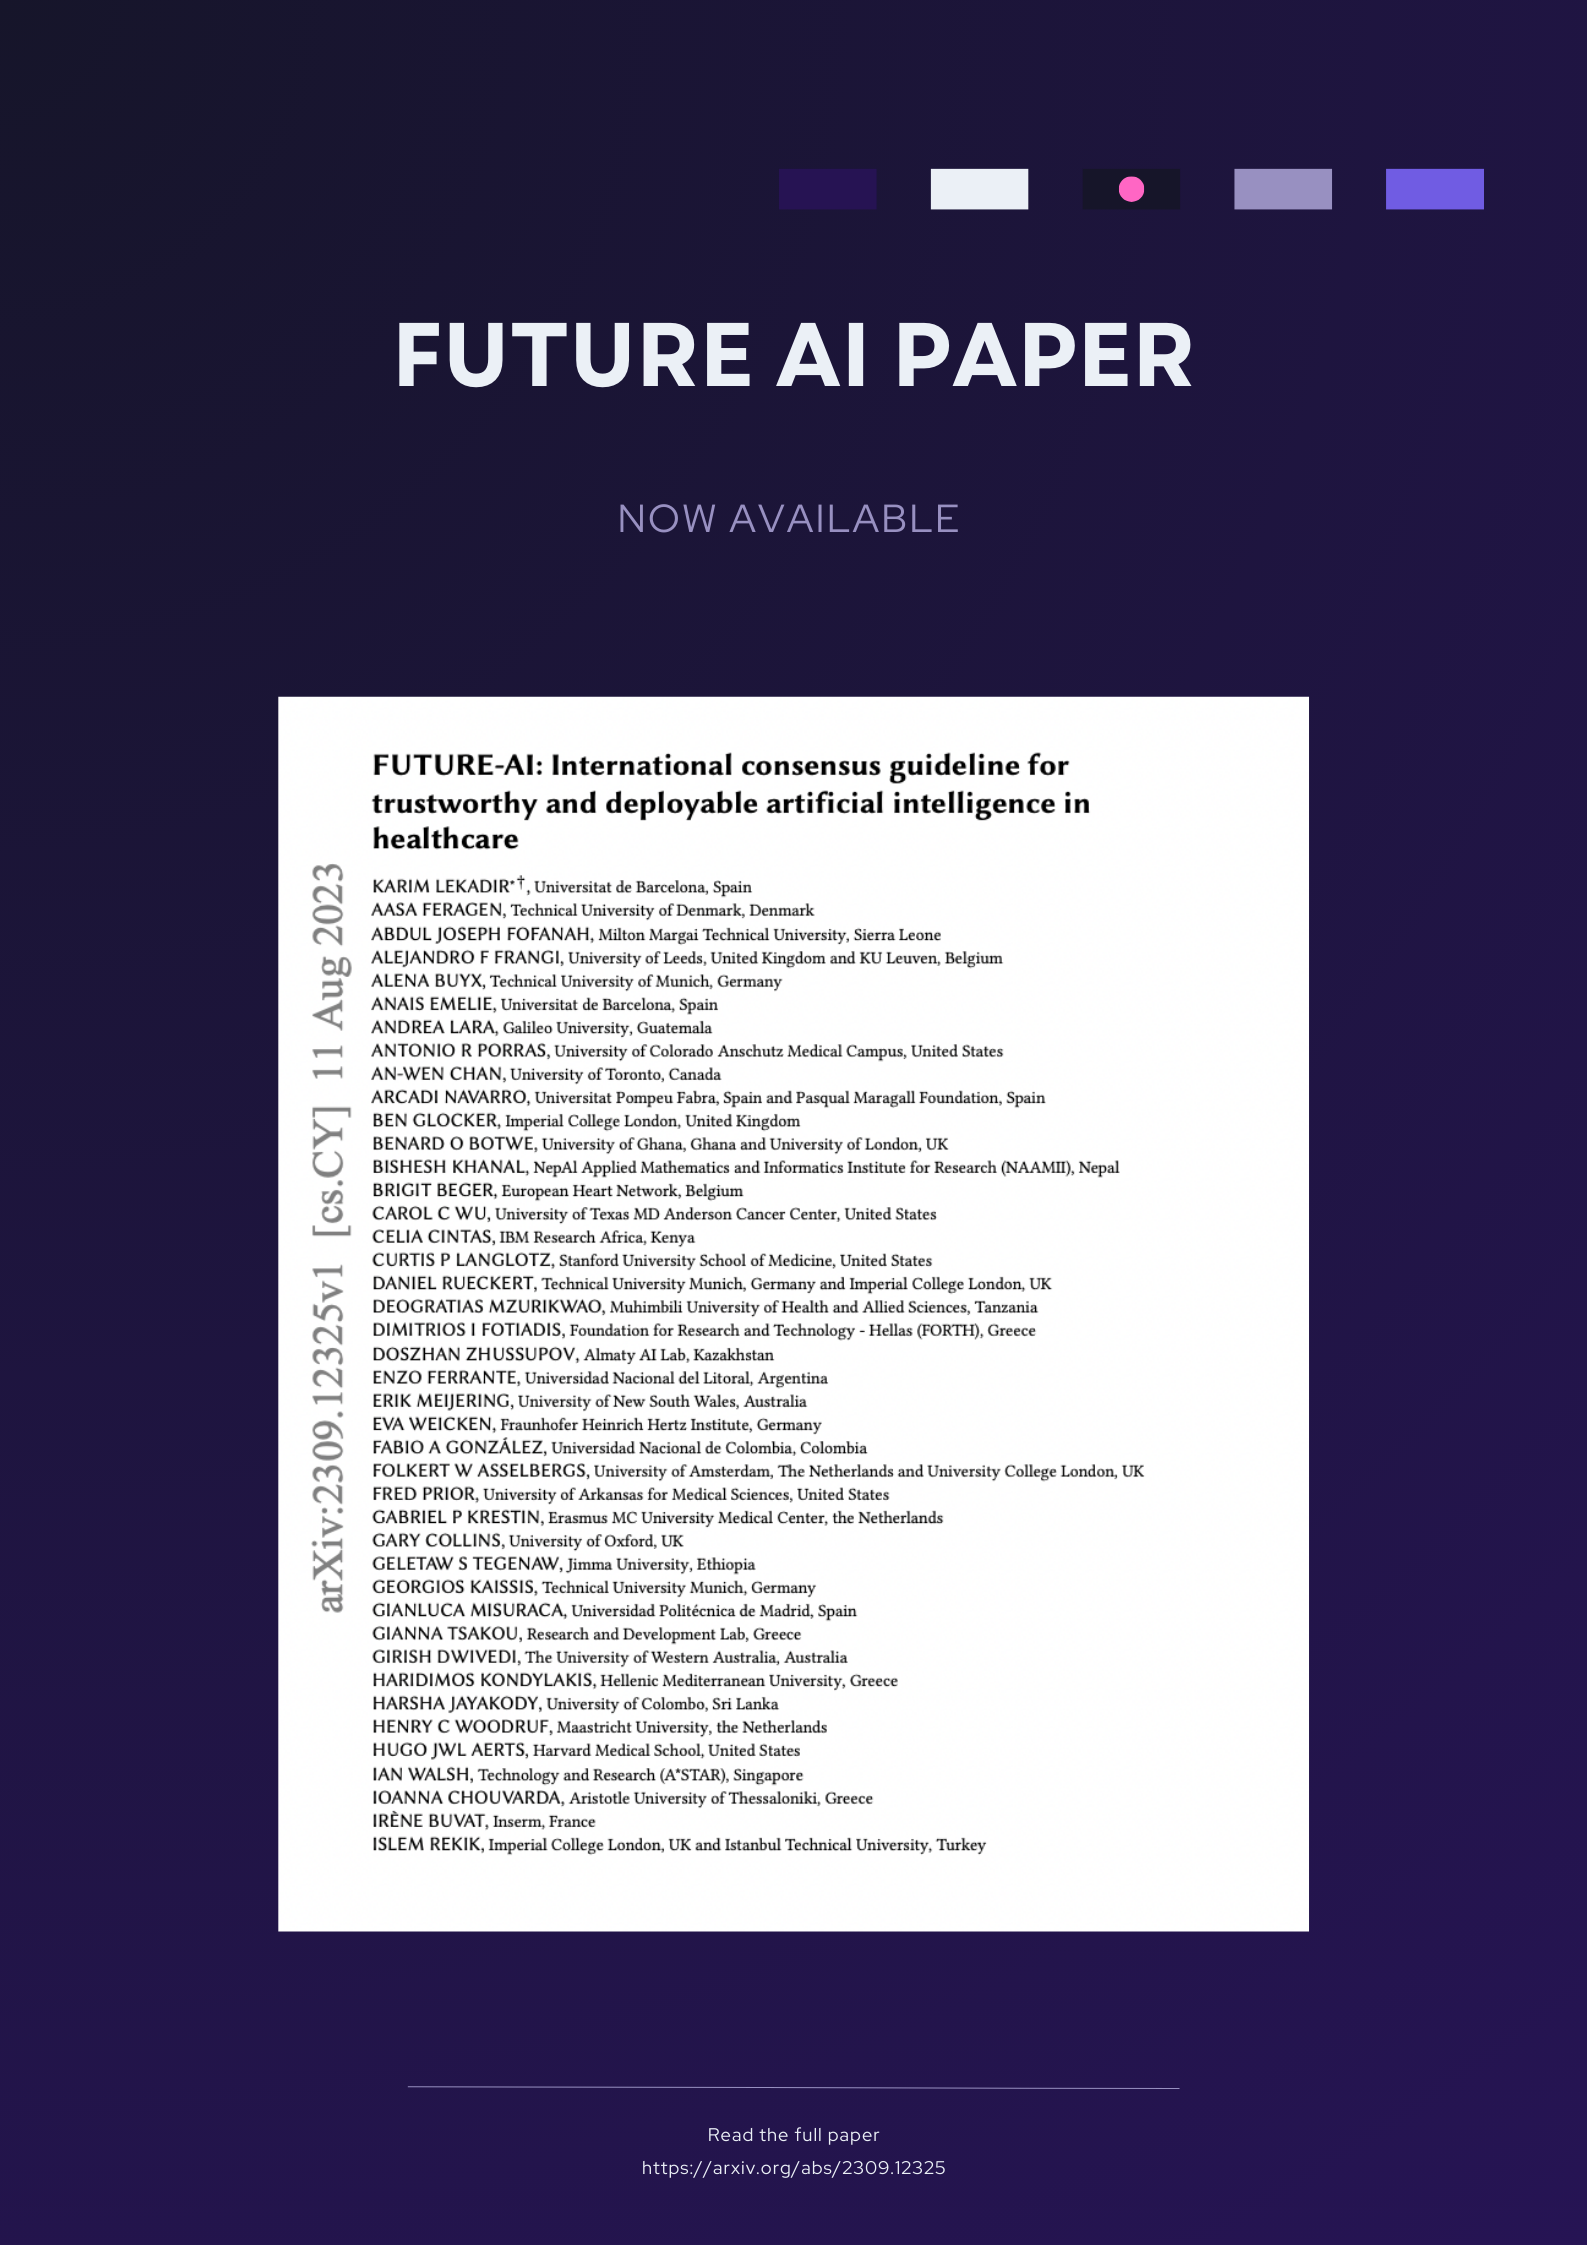 FUTURE AI PAPER
NOW AVAILABLE
FUTURE-AI: International consensus guideline for
trustworthy and deployable artificial intelligence in
healthcare
arXiv:2309.12325v1 [cs.CY] 11 Aug 2023
KARIM LEKADIR*†, Universitat de Barcelona, Spain
AASA FERAGEN, Technical University of Denmark, Denmark
ABDUL JOSEPH FOFANAH, Milton Margai Technical University, Sierra Leone
ALEJANDRO F FRANGI, University of Leeds, United Kingdom and KU Leuven, Belgium
ALENA BUYX, Technical University of Munich, Germany
ANAIS EMELIE, Universitat de Barcelona, Spain
ANDREA LARA, Galileo University, Guatemala
ANTONIO R PORRAS, University of Colorado Anschutz Medical Campus, United States
AN-WEN CHAN, University of Toronto, Canada
ARCADI NAVARRO, Universitat Pompeu Fabra, Spain and Pasqual Maragall Foundation, Spain
BEN GLOCKER, Imperial College London, United Kingdom
BENARD O BOTWE, University of Ghana, Ghana and University of London, UK
BISHESH KHANAL, NepAl Applied Mathematics and Informatics Institute for Research (NAAMII), Nepal
BRIGIT BEGER, European Heart Network, Belgium
CAROL C WU, University of Texas MD Anderson Cancer Center, United States
CELIA CINTAS, IBM Research Africa, Kenya
CURTIS P LANGLOTZ, Stanford University School of Medicine, United States
DANIEL RUECKERT, Technical University Munich, Germany and Imperial College London, UK
DEOGRATIAS MZURIKWAO, Muhimbili University of Health and Allied Sciences, Tanzania
DIMITRIOS I FOTIADIS, Foundation for Research and Technology - Hellas (FORTH), Greece
DOSZHAN ZHUSSUPOV, Almaty AI Lab, Kazakhstan
ENZO FERRANTE, Universidad Nacional del Litoral, Argentina
ERIK MEIJERING, University of New South Wales, Australia
EVA WEICKEN, Fraunhofer Heinrich Hertz Institute, Germany
FABIO A GONZÁLEZ, Universidad Nacional de Colombia, Colombia
FOLKERT W ASSELBERGS, University of Amsterdam, The Netherlands and University College London, UK
FRED PRIOR, University of Arkansas for Medical Sciences, United States
GABRIEL P KRESTIN, Erasmus MC University Medical Center, the Netherlands
GARY COLLINS, University of Oxford, UK
GELETAW S TEGENAW, Jimma University, Ethiopia
GEORGIOS KAISSIS, Technical University Munich, Germany
GIANLUCA MISURACA, Universidad Politécnica de Madrid, Spain
GIANNA TSAKOU, Research and Development Lab, Greece
GIRISH DWIVEDI, The University of Western Australia, Australia
HARIDIMOS KONDYLAKIS, Hellenic Mediterranean University, Greece
HARSHA JAYAKODY, University of Colombo, Sri Lanka
HENRY C WOODRUF, Maastricht University, the Netherlands
HUGO JWL AERTS, Harvard Medical School, United States
IAN WALSH, Technology and Research (A*STAR), Singapore
IOANNA CHOUVARDA, Aristotle University of Thessaloniki, Greece
IRÈNE BUVAT, Inserm, France
ISLEM REKIK, Imperial College London, UK and Istanbul Technical University, Turkey
Read the full paper
https://arxiv.org/abs/2309.12325